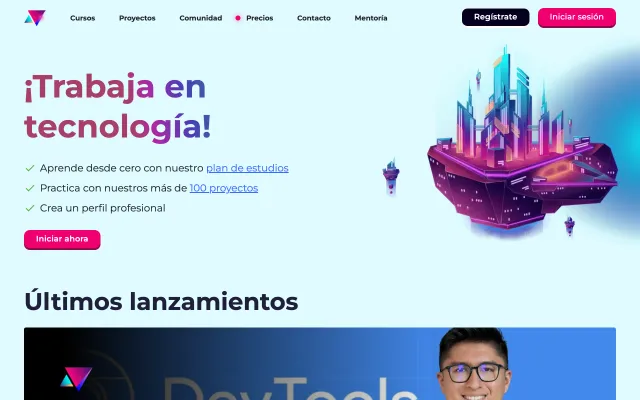 Cursos
Proyectos
Comunidad
Precios
Contacto
Mentoría
Regístrate
Iniciar sesión
¡Trabaja en
tecnología!
Aprende desde cero con nuestro plan de estudios
Practica con nuestros más de 100 proyectos
Crea un perfil profesional
Iniciar ahora
Últimos lanzamientos
DevTools